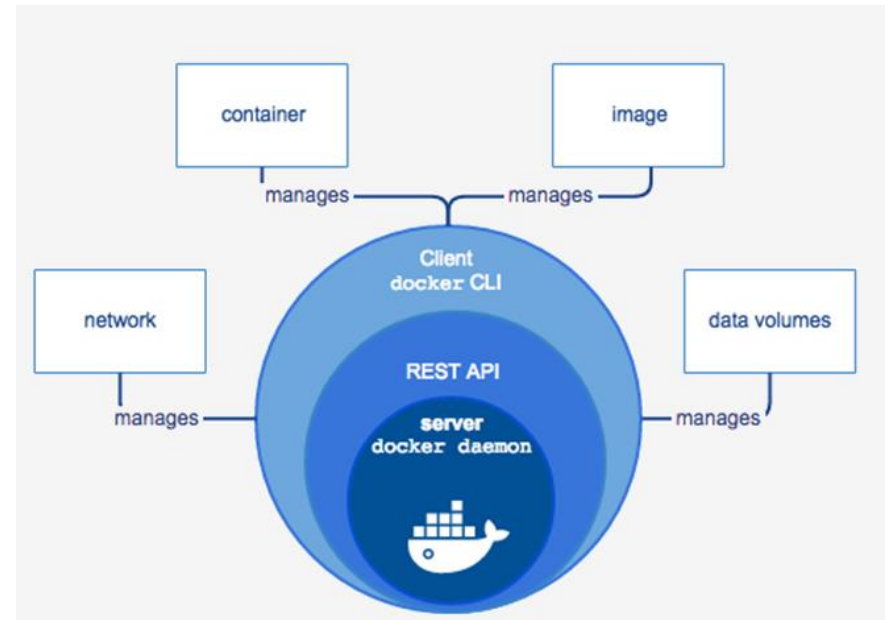 container
image
manages
manages
Client
docker CLI
network
data volumes
REST API
manages
manages
server
docker daemon